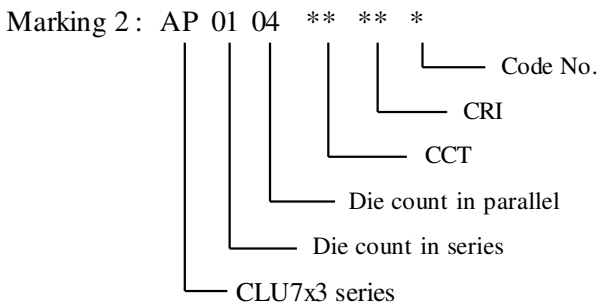 Marking 2 : AP 01 04 ** ** *
Code No.
CRI
CCT
Die count in parallel
Die count in series
CLU7x3 series